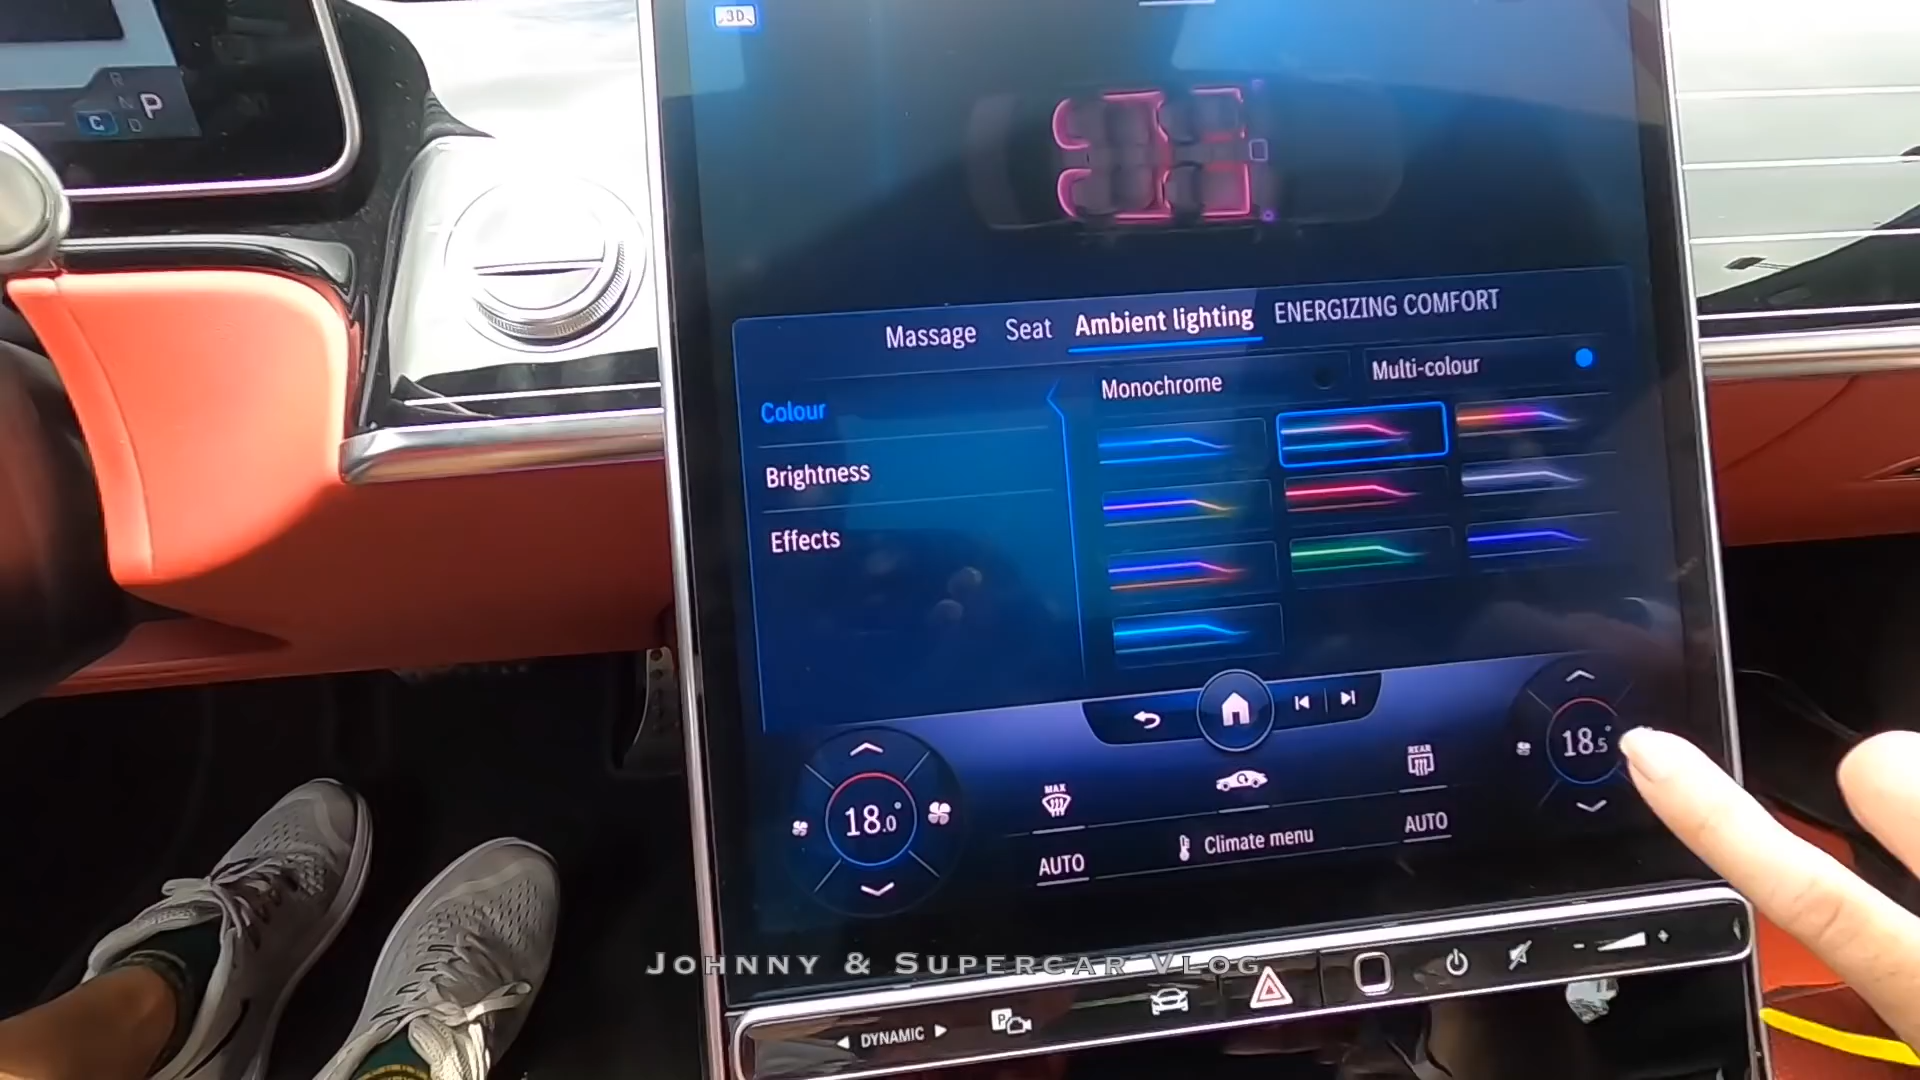 3D
R
N
P
C
D
Massage Seat Ambient lighting ENERGIZING COMFORT
Colour
Brightness
Effects
Monochrome
Multi-colour
18.0°
18.5°
MAX
REAR
AUTO
Climate menu
AUTO
JOHNNY & SUPERCAR VLOG
DYNAMIC
P
- +